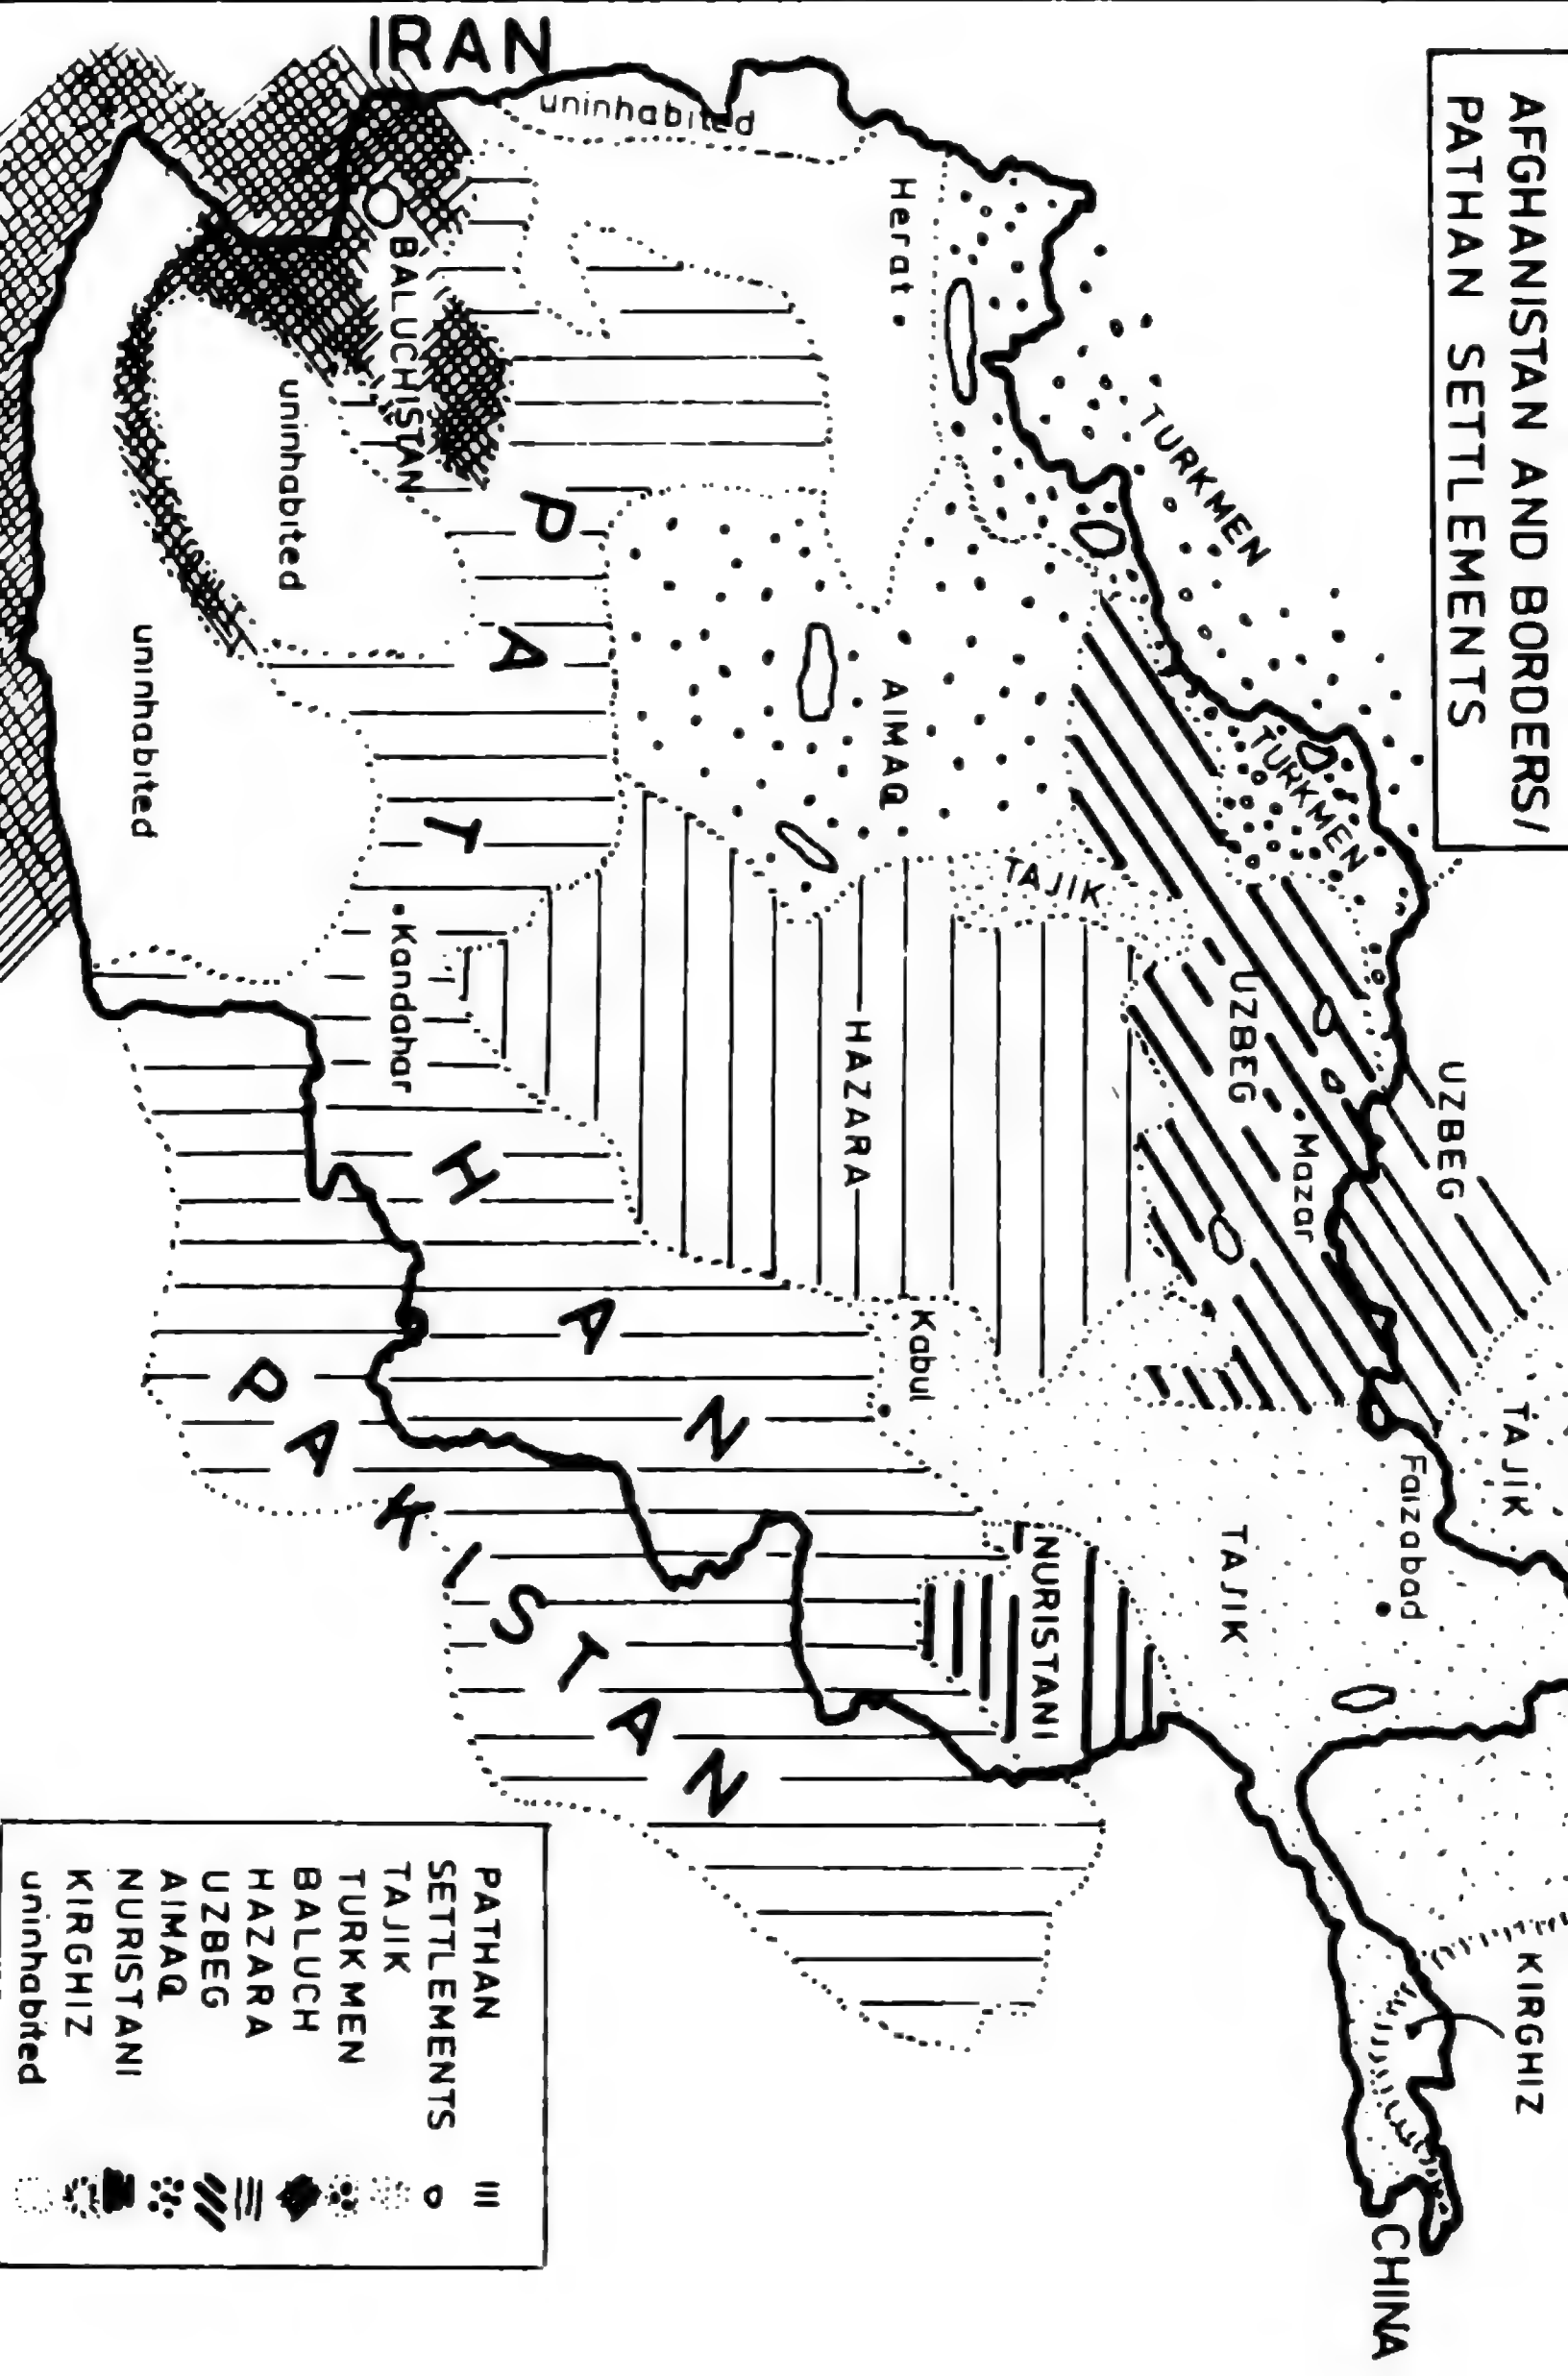 AFGHANISTAN AND BORDERS/
PATHAN SETTLEMENTS
IRAN
uninhabited
Herat
TURKMEN
TURKMEN
UZBEG
TAJIK
KIRGHIZ
CHINA
AIMAQ
TAJIK
UZBEG
Mazar
Faizabad
TAJIK
HAZARA
Kabul
NURISTANI
BALUCHISTAN
uninhabited
uninhabited
Kandahar
PATHAN
PAKISTAN
PATHAN
SETTLEMENTS
TAJIK
TURKMEN
BALUCH
HAZARA
UZBEG
AIMAQ
NURISTANI
KIRGHIZ
uninhabited